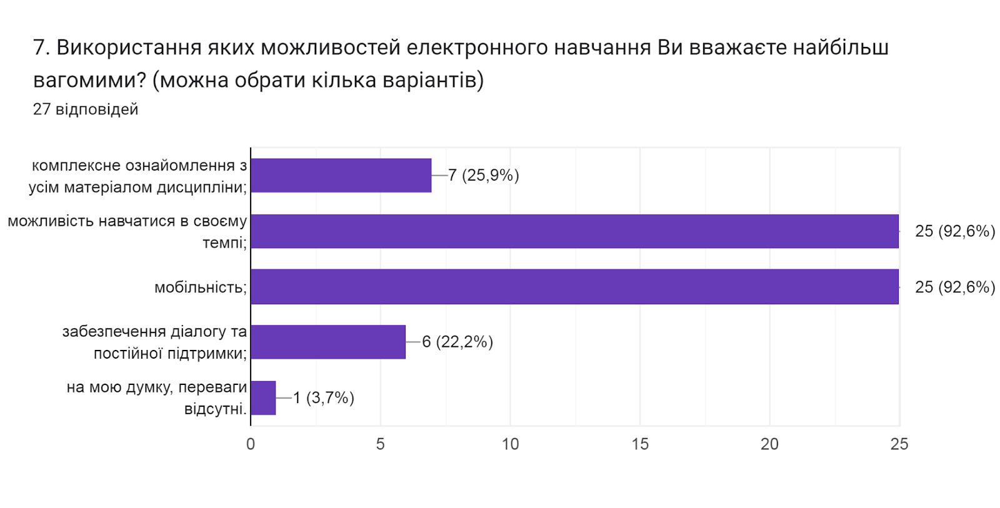 7. Використання яких можливостей електронного навчання Ви вважаєте найбільш
вагомими? (можна обрати кілька варіантів)
27 відповідей
комплексне ознайомлення з
усім матеріалом дисципліни;
7 (25,9%)
можливість навчатися в своєму
темпі;
25 (92,6%)
мобільність;
25 (92,6%)
забезпечення діалогу та
постійної підтримки;
6 (22,2%)
на мою думку, переваги
відсутні.
1 (3,7%)
0 5 10 15 20 25